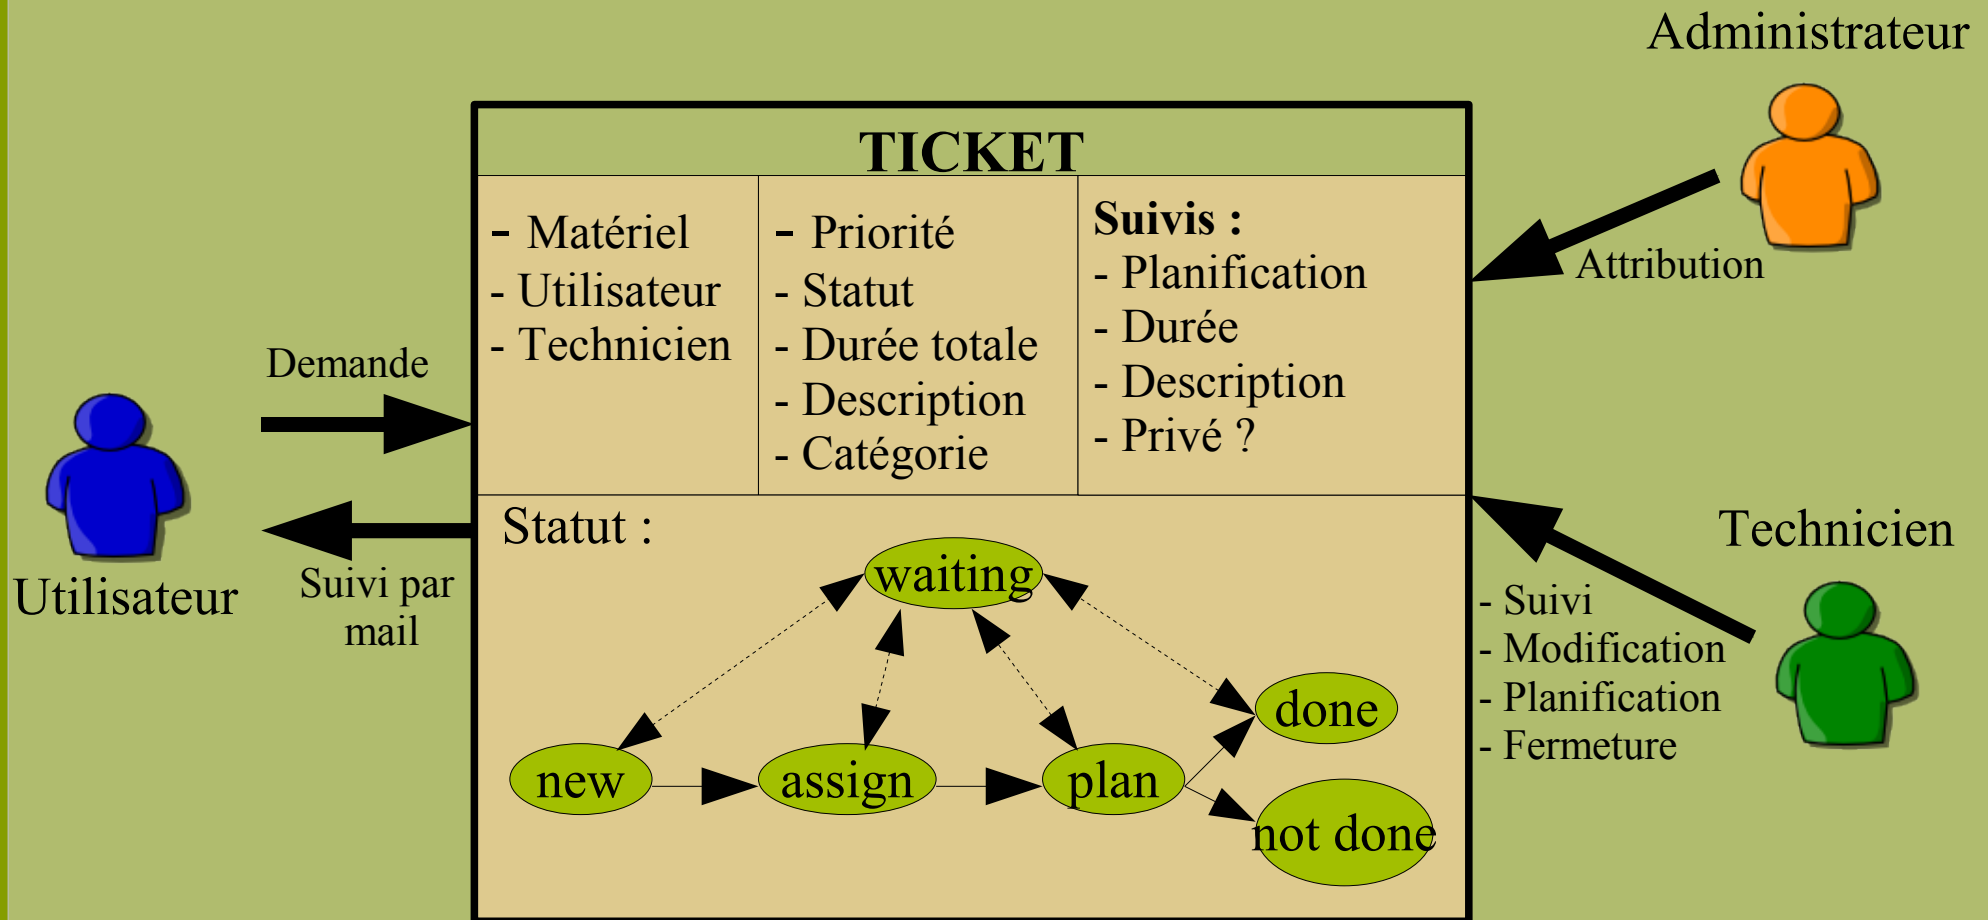 Administrateur
TICKET
- Matériel
- Utilisateur
- Technicien
- Priorité
- Statut
- Durée totale
- Description
- Catégorie
Suivis :
- Planification
- Durée
- Description
- Privé ?
Attribution
Demande
Utilisateur
Suivi par
mail
Statut :
waiting
new
assign
plan
done
not done
Technicien
- Suivi
- Modification
- Planification
- Fermeture